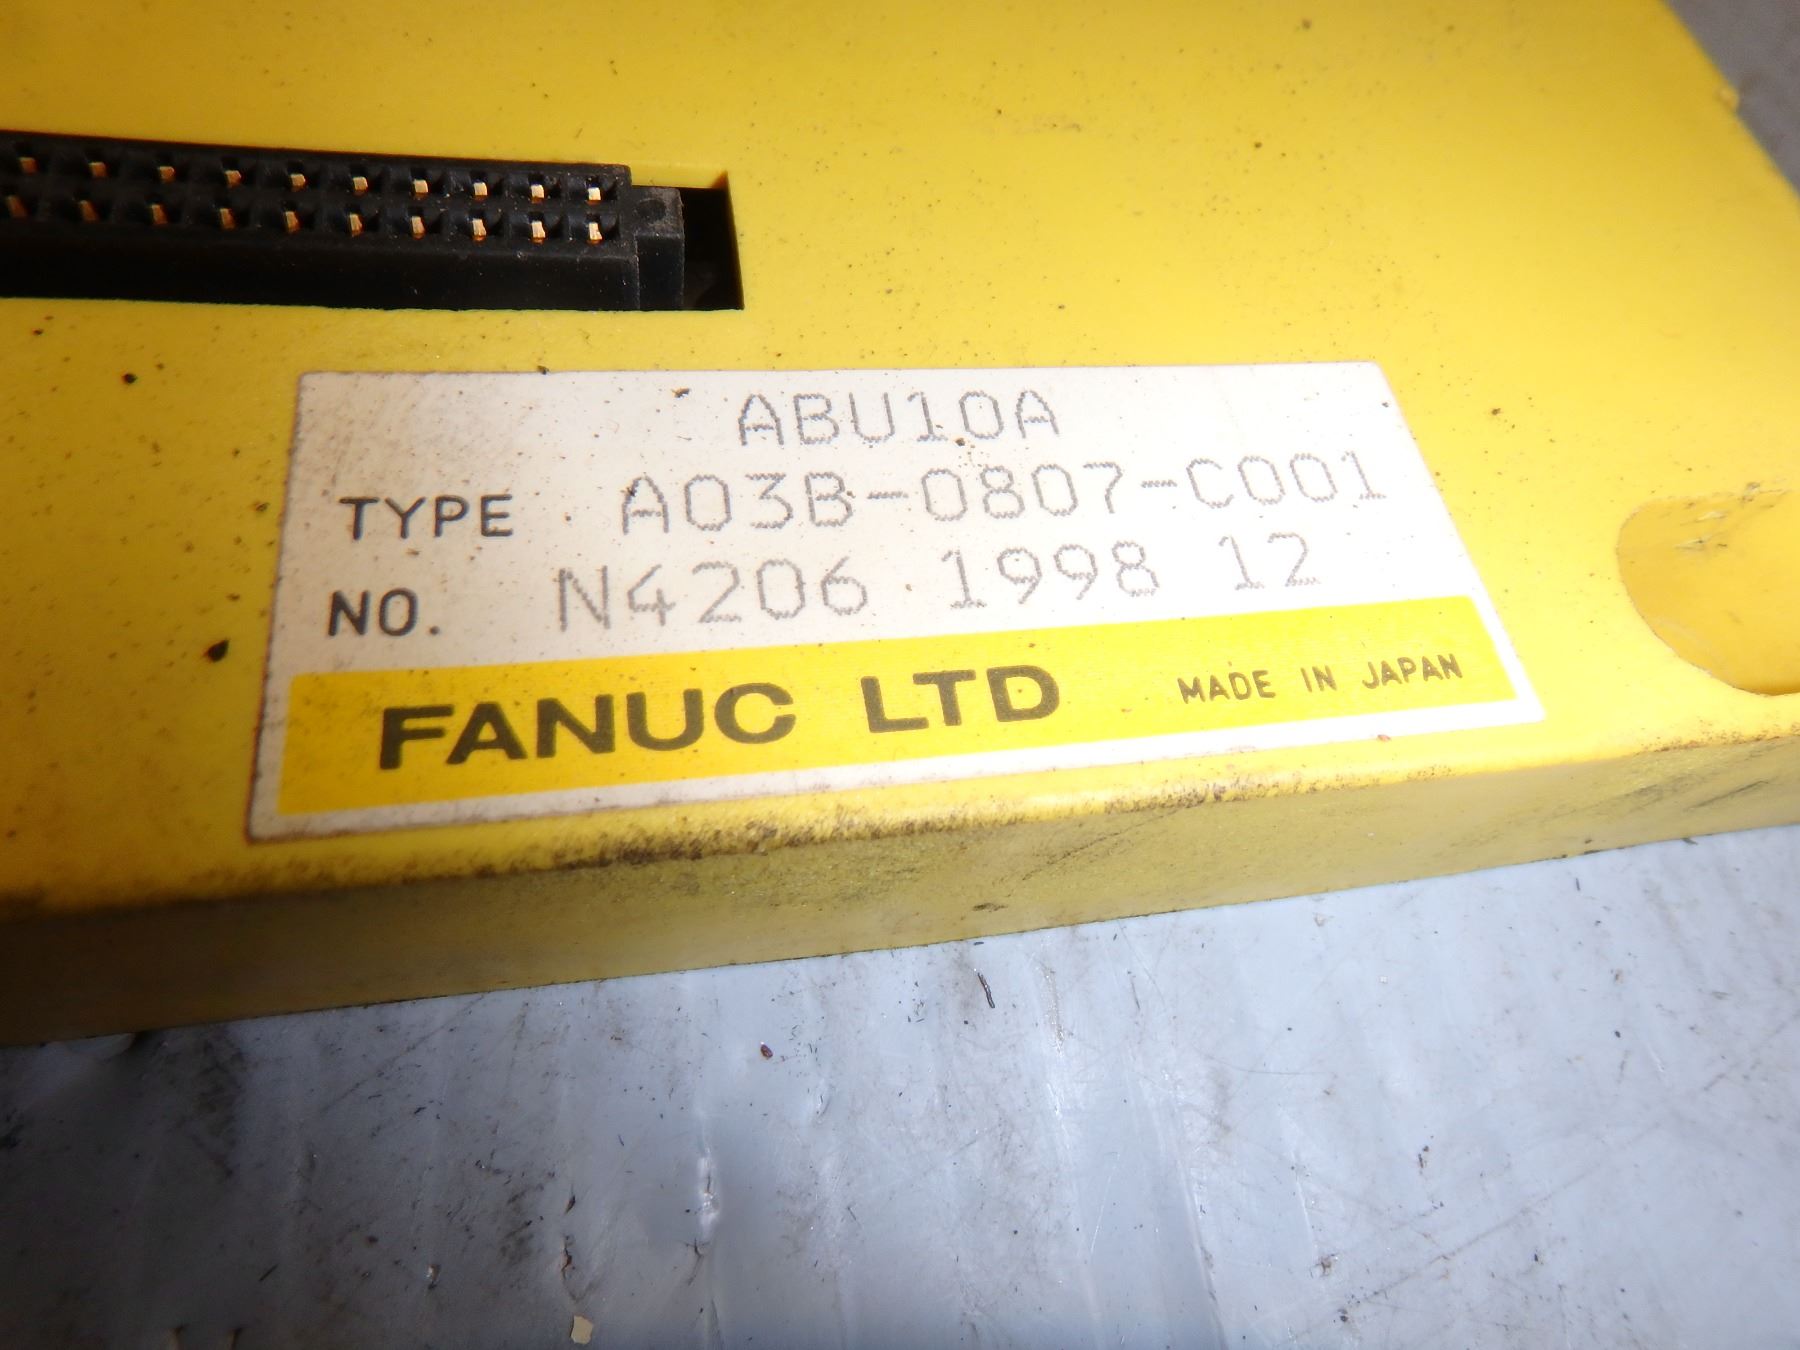 ABU10A
TYPE A03B-0807-C001
NO. N4206 1998 12
FANUC LTD MADE IN JAPAN